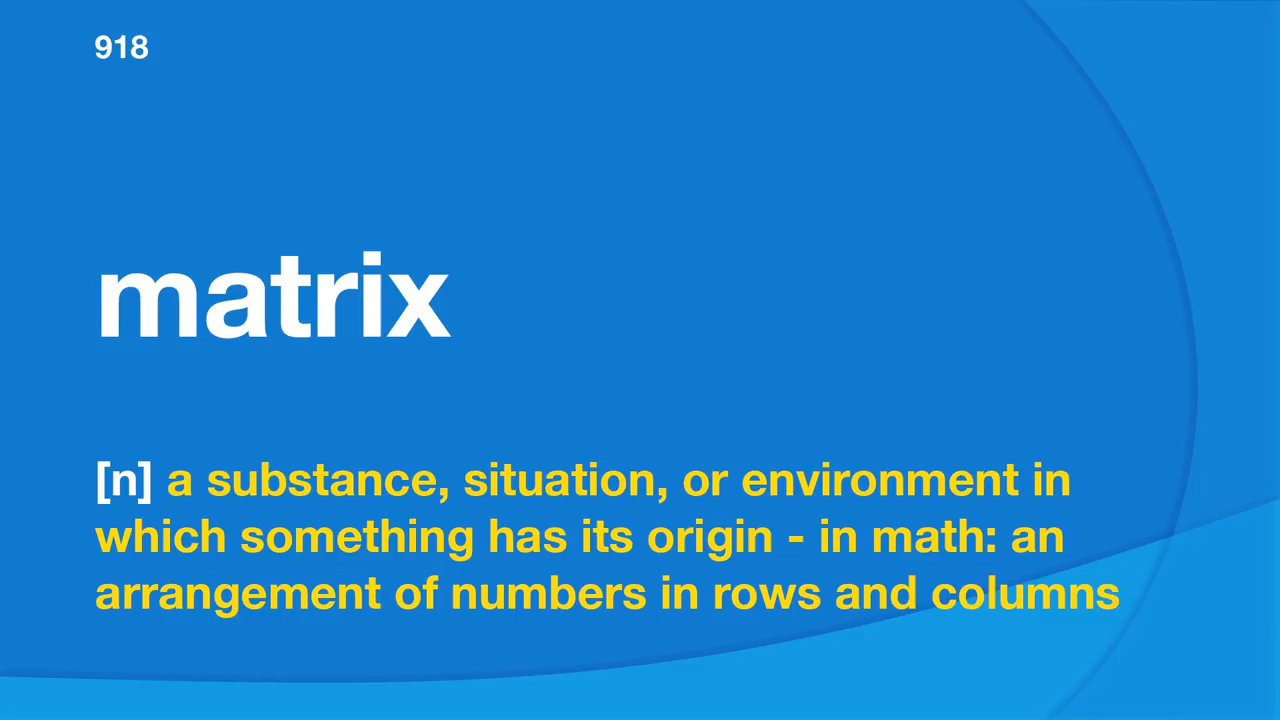 918
matrix
[n] a substance, situation, or environment in
which something has its origin - in math: an
arrangement of numbers in rows and columns